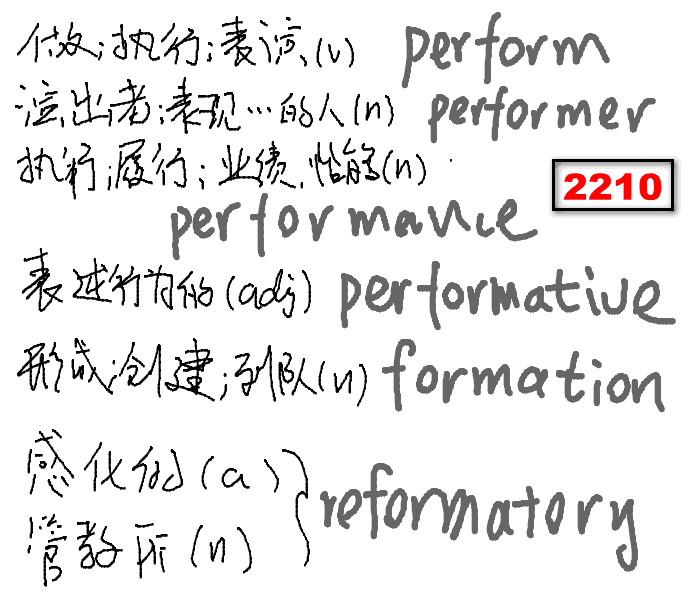 做;执行;表演(v) perform
演出者;表现…的人(n) performer
执行;履行;业绩,性能(n)
2210
performance
表述行为的(adj) performative
形成;创建;列队(n) formation
感化的(a)
管教所(n)
reformatory